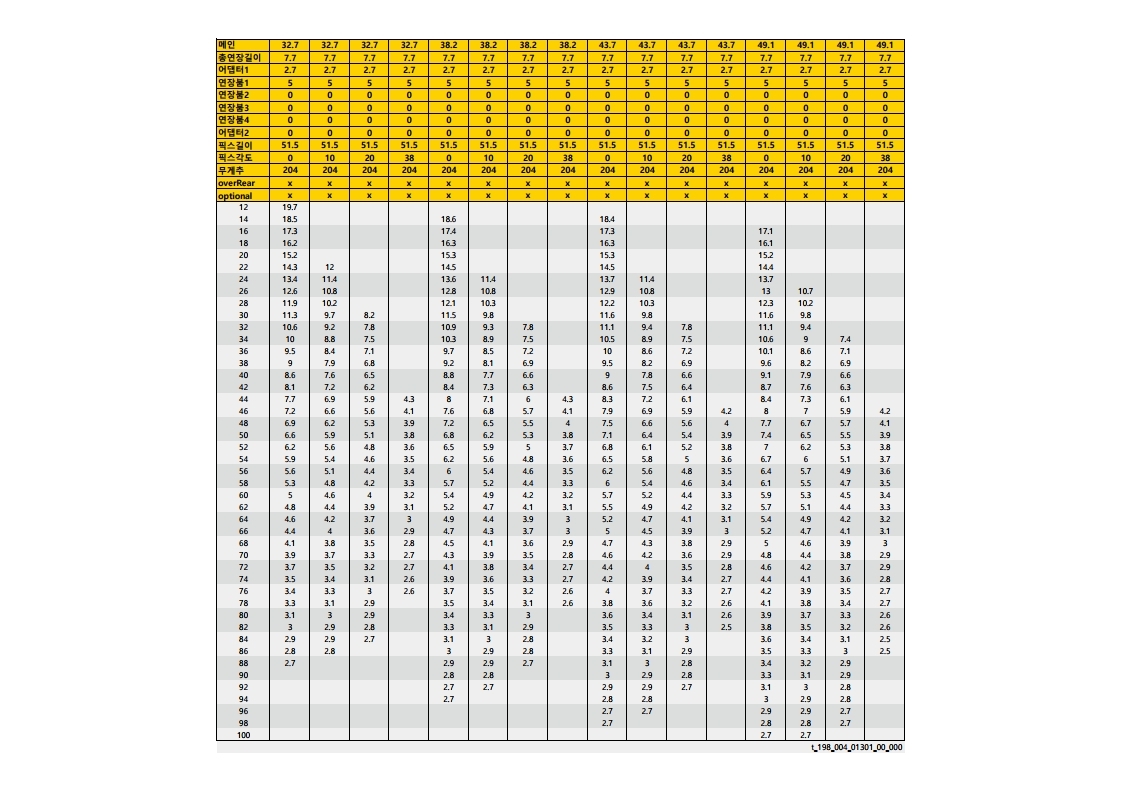 메인 32.7 32.7 32.7 32.7 38.2 38.2 38.2 38.2 43.7 43.7 43.7 43.7 49.1 49.1 49.1 49.1
총연장길이 7.7 7.7 7.7 7.7 7.7 7.7 7.7 7.7 7.7 7.7 7.7 7.7 7.7 7.7 7.7 7.7
어댑터1 2.7 2.7 2.7 2.7 2.7 2.7 2.7 2.7 2.7 2.7 2.7 2.7 2.7 2.7 2.7 2.7
연장붐1 5 5 5 5 5 5 5 5 5 5 5 5 5 5 5 5
연장붐2 0 0 0 0 0 0 0 0 0 0 0 0 0 0 0 0
연장붐3 0 0 0 0 0 0 0 0 0 0 0 0 0 0 0 0
연장붐4 0 0 0 0 0 0 0 0 0 0 0 0 0 0 0 0
어댑터2 0 0 0 0 0 0 0 0 0 0 0 0 0 0 0 0
픽스길이 51.5 51.5 51.5 51.5 51.5 51.5 51.5 51.5 51.5 51.5 51.5 51.5 51.5 51.5 51.5 51.5
픽스각도 0 10 20 38 0 10 20 38 0 10 20 38 0 10 20 38
무게추 204 204 204 204 204 204 204 204 204 204 204 204 204 204 204 204
overRear x x x x x x x x x x x x x x x x
optional x x x x x x x x x x x x x x x x
12 19.7
14 18.5 18.6 18.4
16 17.3 17.4 17.3 17.1
18 16.2 16.3 16.3 16.1
20 15.2 15.3 15.3 15.2
22 14.3 12 14.5 14.5 14.4
24 13.4 11.4 13.6 11.4 13.7 11.4 13.7
26 12.6 10.8 12.8 10.8 12.9 10.8 13 10.7
28 11.9 10.2 12.1 10.3 12.2 10.3 12.3 10.2
30 11.3 9.7 8.2 11.5 9.8 11.6 9.8 11.6 9.8
32 10.6 9.2 7.8 10.9 9.3 7.8 11.1 9.4 7.8 11.1 9.4
34 10 8.8 7.5 10.3 8.9 7.5 10.5 8.9 7.5 10.6 9 7.4
36 9.5 8.4 7.1 9.7 8.5 7.2 10 8.6 7.2 10.1 8.6 7.1
38 9 7.9 6.8 9.2 8.1 6.9 9.5 8.2 6.9 9.6 8.2 6.9
40 8.6 7.6 6.5 8.8 7.7 6.6 9 7.8 6.6 9.1 7.9 6.6
42 8.1 7.2 6.2 8.4 7.3 6.3 8.6 7.5 6.4 8.7 7.6 6.3
44 7.7 6.9 5.9 4.3 8 7.1 6 4.3 8.3 7.2 6.1 8.4 7.3 6.1
46 7.2 6.6 5.6 4.1 7.6 6.8 5.7 4.1 7.9 6.9 5.9 4.2 8 7 5.9 4.2
48 6.9 6.2 5.3 3.9 7.2 6.5 5.5 4 7.5 6.6 5.6 4 7.7 6.7 5.7 4.1
50 6.6 5.9 5.1 3.8 6.8 6.2 5.3 3.8 7.1 6.4 5.4 3.9 7.4 6.5 5.5 3.9
52 6.2 5.6 4.8 3.6 6.5 5.9 5 3.7 6.8 6.1 5.2 3.8 7 6.2 5.3 3.8
54 5.9 5.4 4.6 3.5 6.2 5.6 4.8 3.6 6.5 5.8 5 3.6 6.7 6 5.1 3.7
56 5.6 5.1 4.4 3.4 6 5.4 4.6 3.5 6.2 5.6 4.8 3.5 6.4 5.7 4.9 3.6
58 5.3 4.8 4.2 3.3 5.7 5.2 4.4 3.3 6 5.4 4.6 3.4 6.1 5.5 4.7 3.5
60 5 4.6 4 3.2 5.4 4.9 4.2 3.2 5.7 5.2 4.4 3.3 5.9 5.3 4.5 3.4
62 4.8 4.4 3.9 3.1 5.2 4.7 4.1 3.1 5.5 4.9 4.2 3.2 5.7 5.1 4.4 3.3
64 4.6 4.2 3.7 3 4.9 4.4 3.9 3 5.2 4.7 4.1 3.1 5.4 4.9 4.2 3.2
66 4.4 4 3.6 2.9 4.7 4.3 3.7 3 5 4.5 3.9 3 5.2 4.7 4.1 3.1
68 4.1 3.8 3.5 2.8 4.5 4.1 3.6 2.9 4.7 4.3 3.8 2.9 5 4.6 3.9 3
70 3.9 3.7 3.3 2.7 4.3 3.9 3.5 2.8 4.6 4.2 3.6 2.9 4.8 4.4 3.8 2.9
72 3.7 3.5 3.2 2.7 4.1 3.8 3.4 2.7 4.4 4 3.5 2.8 4.6 4.2 3.7 2.9
74 3.5 3.4 3.1 2.6 3.9 3.6 3.3 2.7 4.2 3.9 3.4 2.7 4.4 4.1 3.6 2.8
76 3.4 3.3 3 2.6 3.7 3.5 3.2 2.6 4 3.7 3.3 2.7 4.2 3.9 3.5 2.7
78 3.3 3.1 2.9 3.5 3.4 3.1 2.6 3.8 3.6 3.2 2.6 4.1 3.8 3.4 2.7
80 3.1 3 2.9 3.4 3.3 3 3.6 3.4 3.1 2.6 3.9 3.7 3.3 2.6
82 3 2.9 2.8 3.3 3.1 2.9 3.5 3.3 3 2.5 3.8 3.5 3.2 2.6
84 2.9 2.9 2.7 3.1 3 2.8 3.4 3.2 3 3.6 3.4 3.1 2.5
86 2.8 2.8 3 2.9 2.8 3.3 3.1 2.9 3.5 3.3 3 2.5
88 2.7 2.9 2.9 2.7 3.1 3 2.8 3.4 3.2 2.9
90 2.8 2.8 3 2.9 2.8 3.3 3.1 2.9
92 2.7 2.7 2.9 2.9 2.7 3.1 3 2.8
94 2.7 2.8 2.8 3 2.9 2.8
96 2.7 2.7 2.9 2.9 2.7
98 2.7 2.8 2.8 2.7
100 2.7 2.7
t_198_004_01301_00_000